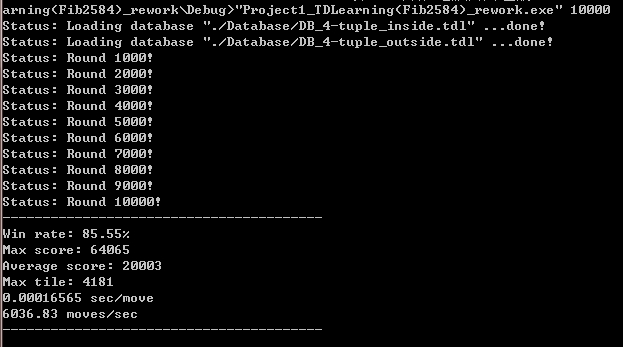 arning(Fib2584)_rework\Debug>"Project1_TDLearning(Fib2584)_rework.exe" 10000
Status: Loading database "./Database/DB_4-tuple_inside.tdl" ...done!
Status: Loading database "./Database/DB_4-tuple_outside.tdl" ...done!
Status: Round 1000!
Status: Round 2000!
Status: Round 3000!
Status: Round 4000!
Status: Round 5000!
Status: Round 6000!
Status: Round 7000!
Status: Round 8000!
Status: Round 9000!
Status: Round 10000!
----------------------------------------
Win rate: 85.55%
Max score: 64065
Average score: 20003
Max tile: 4181
0.00016565 sec/move
6036.83 moves/sec
----------------------------------------